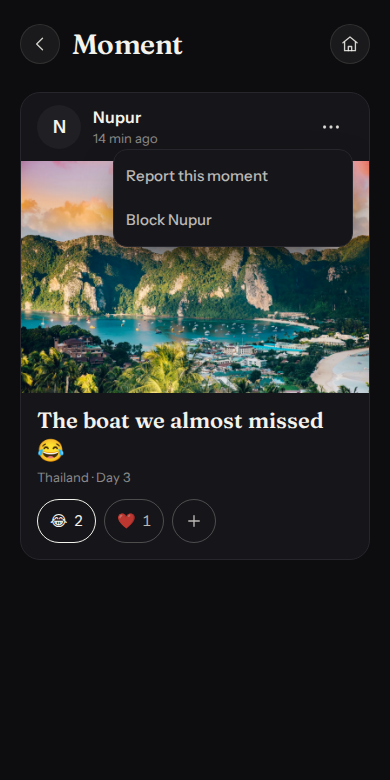 Moment
N
Nupur
14 min ago
Report this moment
Block Nupur
The boat we almost missed
😂
Thailand · Day 3
😂 2
❤️ 1
+